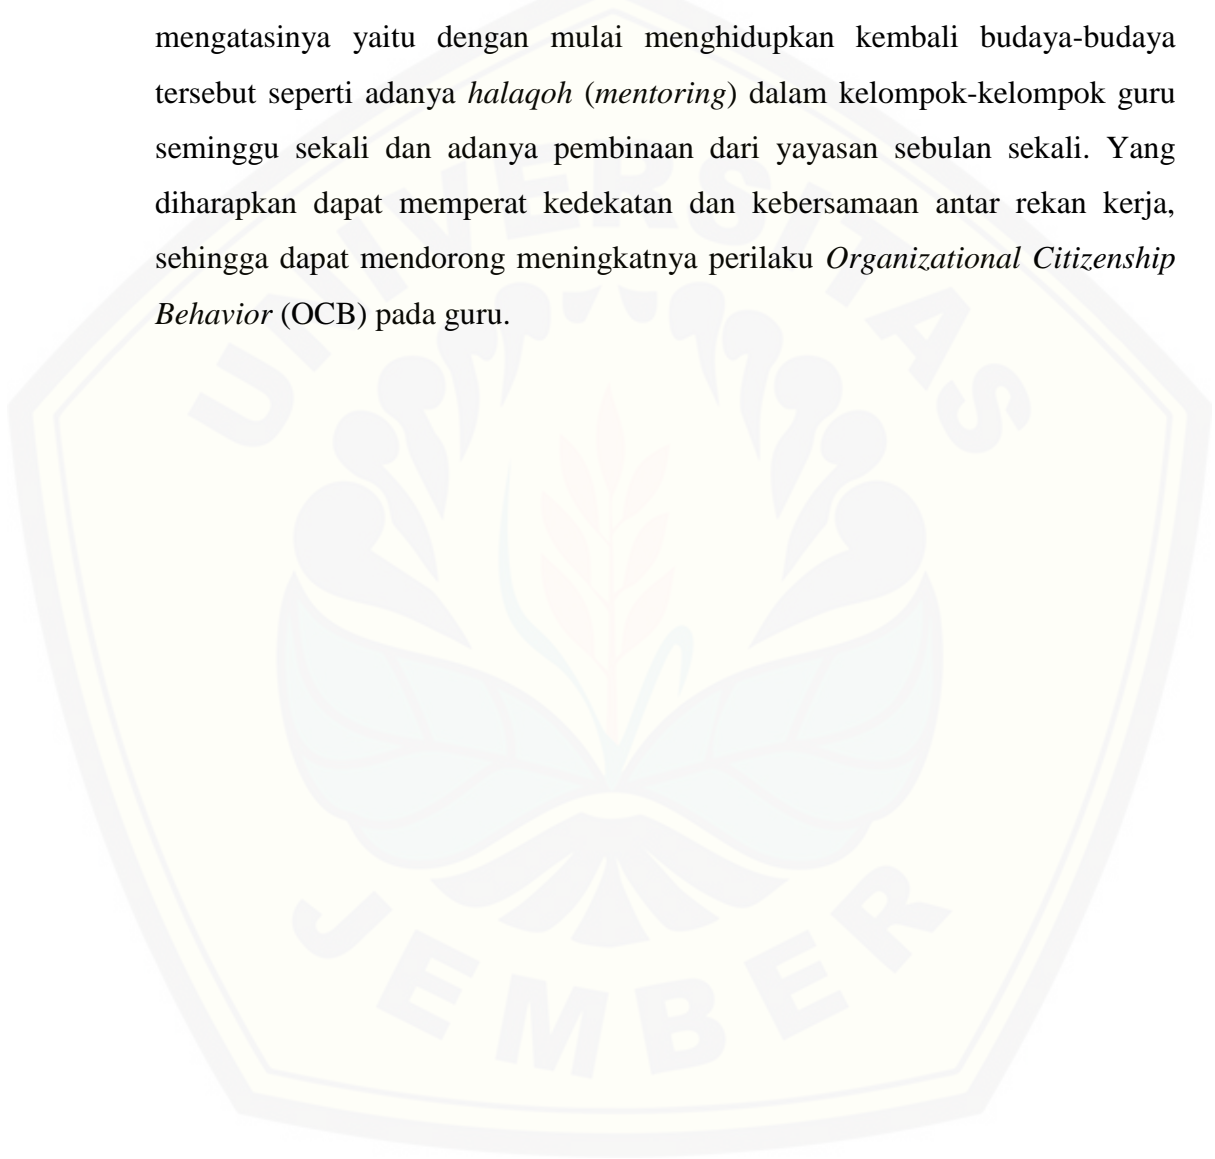 mengatasinya yaitu dengan mulai menghidupkan kembali budaya-budaya
tersebut seperti adanya halaqoh (mentoring) dalam kelompok-kelompok guru
seminggu sekali dan adanya pembinaan dari yayasan sebulan sekali. Yang
diharapkan dapat memperat kedekatan dan kebersamaan antar rekan kerja,
sehingga dapat mendorong meningkatnya perilaku Organizational Citizenship
Behavior (OCB) pada guru.
UNIVERSITAS
JEMBER